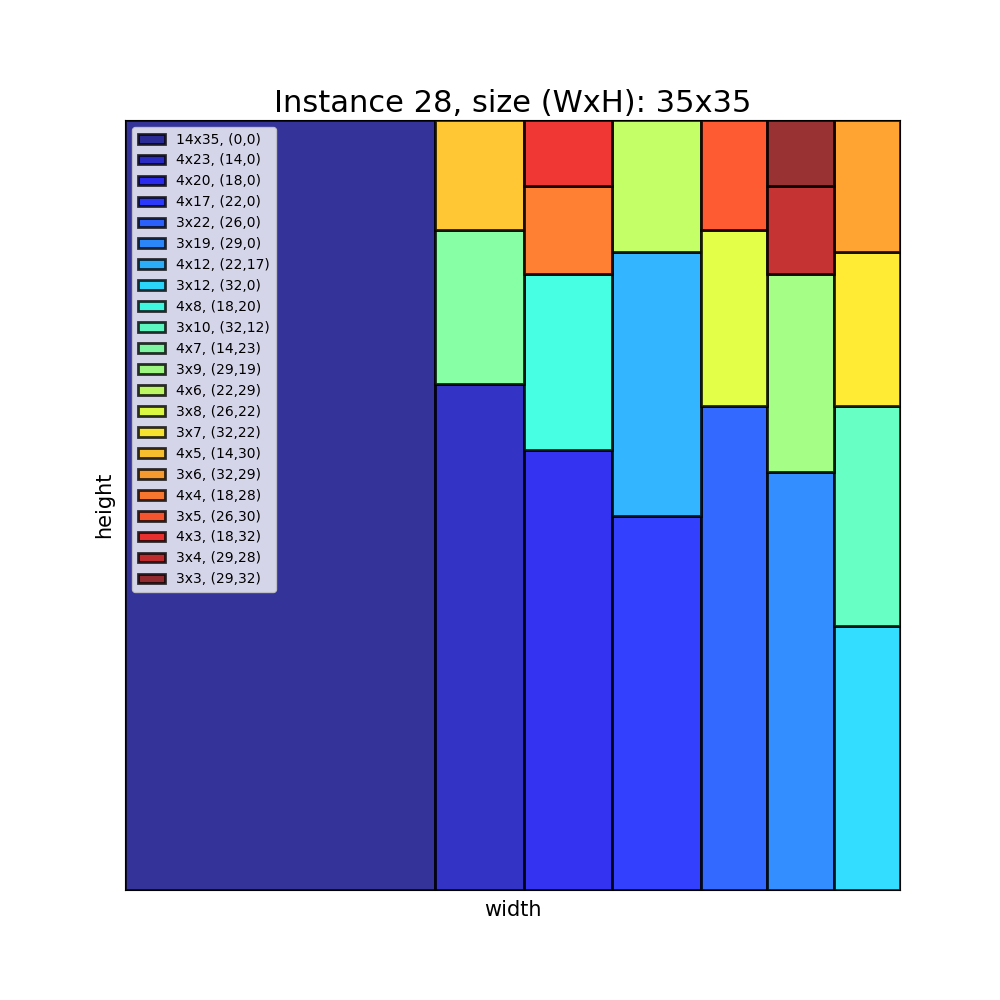 Instance 28, size (WxH): 35x35
14x35, (0,0)
4x23, (14,0)
4x20, (18,0)
4x17, (22,0)
3x22, (26,0)
3x19, (29,0)
4x12, (22,17)
3x12, (32,0)
4x8, (18,20)
3x10, (32,12)
4x7, (14,23)
3x9, (29,19)
4x6, (22,29)
3x8, (26,22)
3x7, (32,22)
4x5, (14,30)
3x6, (32,29)
4x4, (18,28)
3x5, (26,30)
4x3, (18,32)
3x4, (29,28)
3x3, (29,32)
height
width